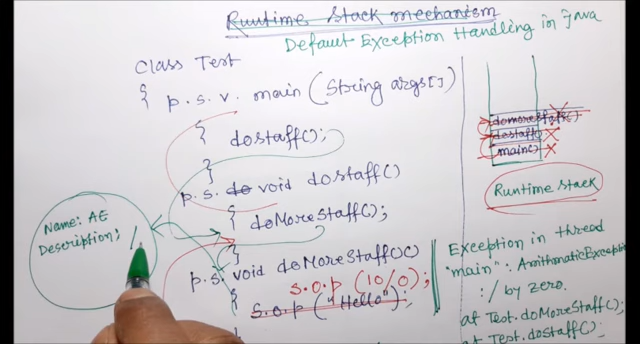 Runtime Stack mechanism
Default Exception Handling in Java
Class Test
{ p.s.v. main (String args[])
{ dostaff();
}
p.s. do void dostaff()
{ doMoreStaff();
}
p.s. void doMoreStaff()
s.o.p (10/0);
{ s.o.p ("Hello");
Name: AE
Description; /
domorestaff()
dostaff()
main()
Runtime Stack
Exception in thread
"main": ArithmaticException
:/ by zero.
at Test.doMoreStaff();
at Test.dostaff();